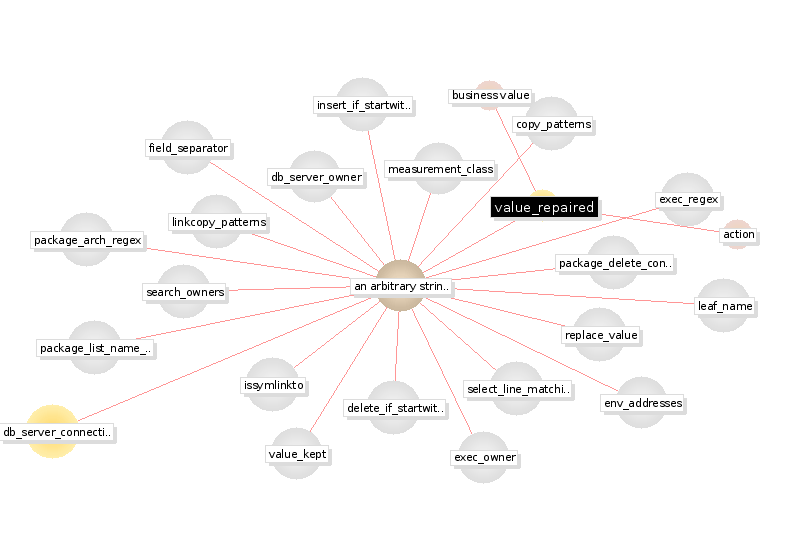 businessvalue
insert_if_startwit..
copy_patterns
field_separator
measurement_class
db_server_owner
exec_regex
value_repaired
linkcopy_patterns
action
package_arch_regex
package_delete_con..
an arbitrary strin..
search_owners
leaf_name
replace_value
package_list_name_..
issymlinkto
select_line_matchi..
env_addresses
delete_if_startwit..
db_server_connecti..
value_kept
exec_owner